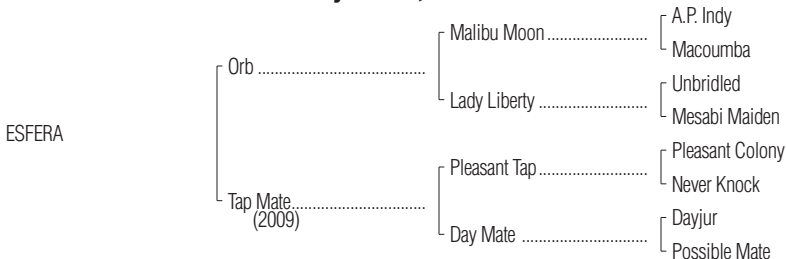 A.P. Indy
Malibu Moon
Macoumba
Orb
Unbridled
Lady Liberty
Mesabi Maiden
ESFERA
Pleasant Colony
Pleasant Tap
Never Knock
Tap Mate
(2009)
Dayjur
Day Mate
Possible Mate